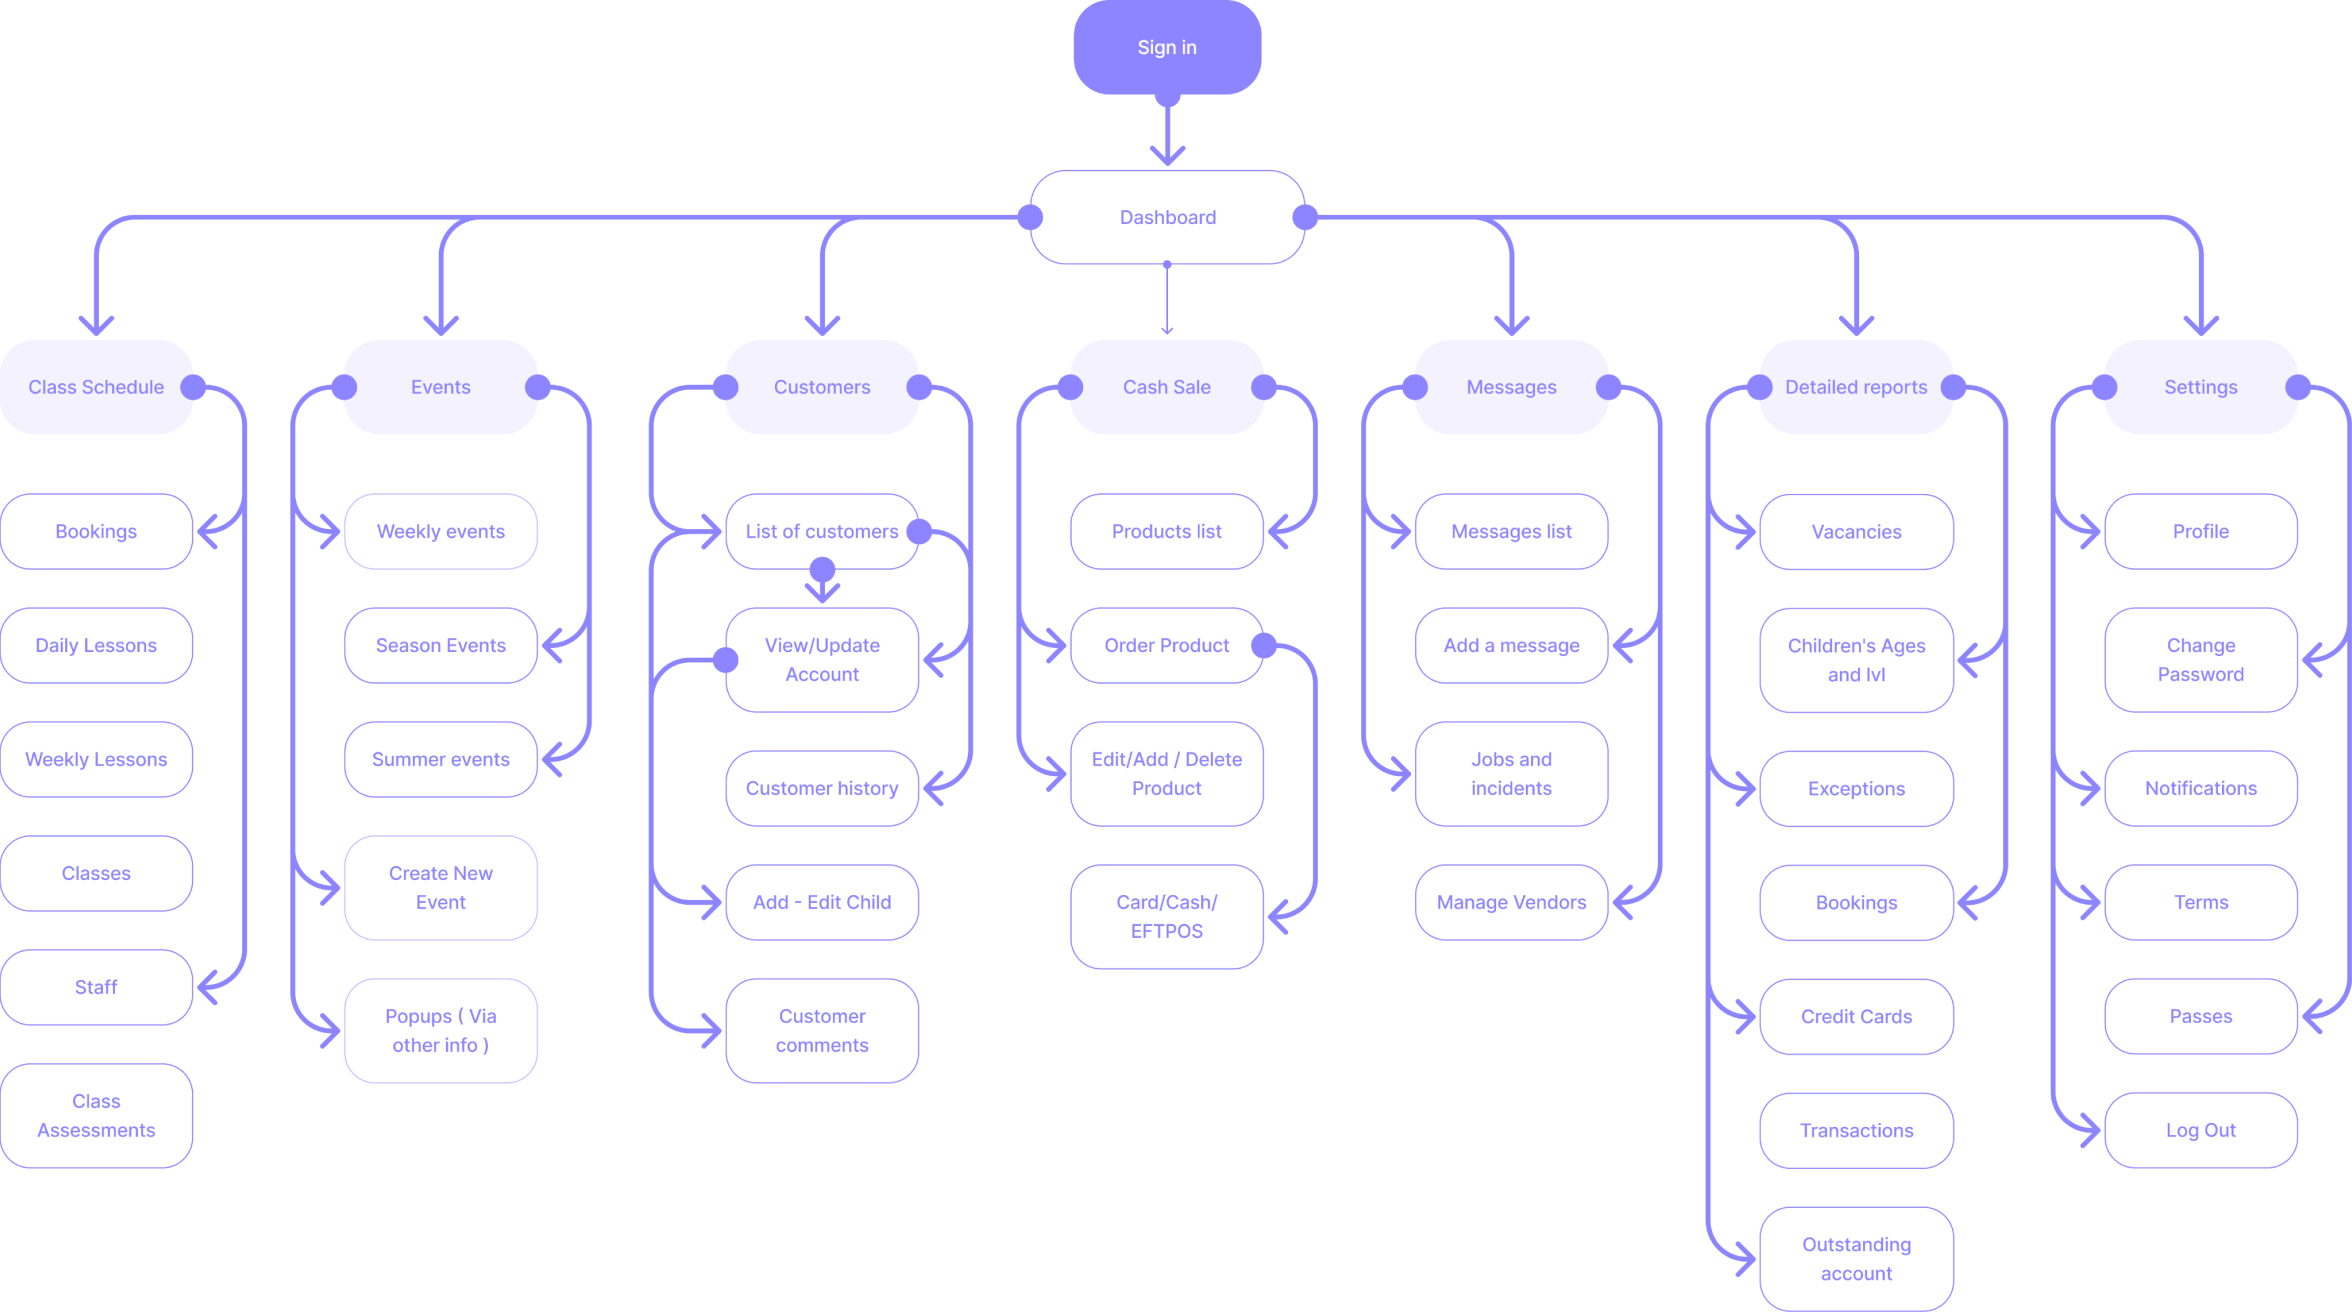 Sign in
Dashboard
Class Schedule
Events
Customers
Cash Sale
Messages
Detailed reports
Settings
Bookings
Daily Lessons
Weekly Lessons
Classes
Staff
Class
Assessments
Weekly events
Season Events
Summer events
Create New
Event
Popups ( Via
other info )
List of customers
View/Update
Account
Customer history
Add - Edit Child
Customer
comments
Products list
Order Product
Edit/Add / Delete
Product
Card/Cash/
EFTPOS
Messages list
Add a message
Jobs and
incidents
Manage Vendors
Vacancies
Children's Ages
and lvl
Exceptions
Bookings
Credit Cards
Transactions
Outstanding
account
Profile
Change
Password
Notifications
Terms
Passes
Log Out